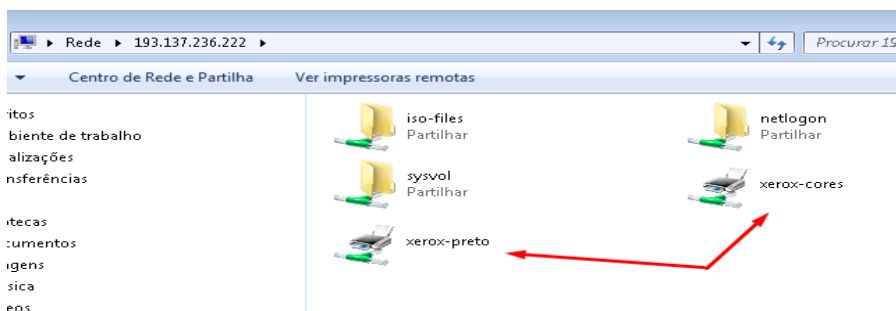 Rede 193.137.236.222 Procurar 19
Centro de Rede e Partilha Ver impressoras remotas
itos
biente de trabalho
alizações
nsferências
otecas
cumentos
agens
sica
eos
iso-files
Partilhar
netlogon
Partilhar
sysvol
Partilhar
xerox-cores
xerox-preto